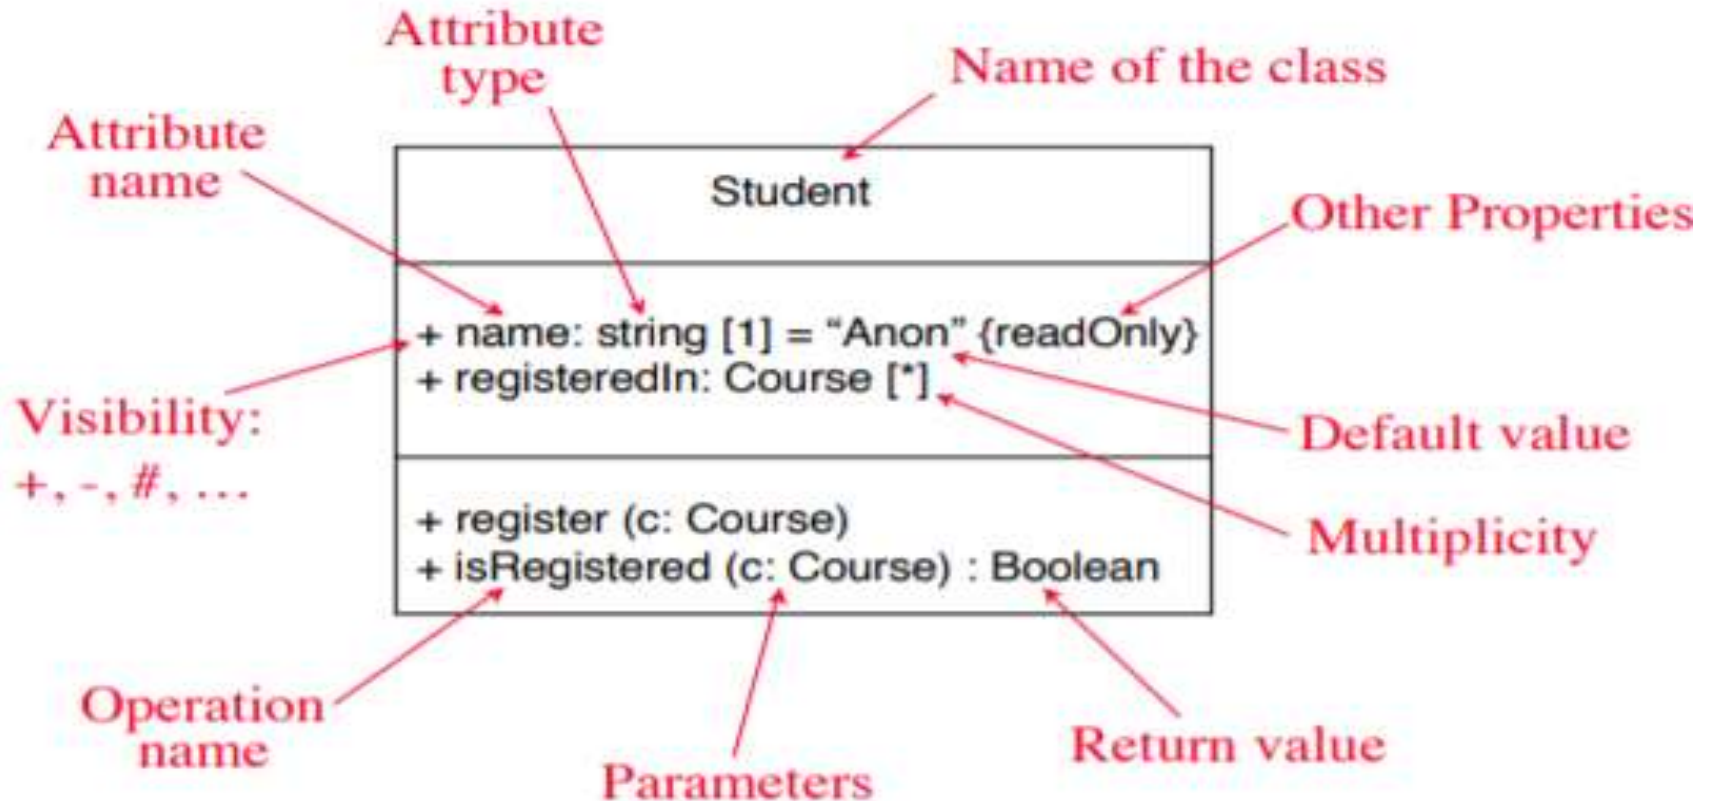 Attribute
type
Name of the class
Attribute
name
Student
Other Properties
+ name: string [1] = “Anon” {readOnly}
+ registeredIn: Course [*]
Visibility:
+, -, #, ...
Default value
Multiplicity
+ register (c: Course)
+ isRegistered (c: Course) : Boolean
Operation
name
Parameters
Return value